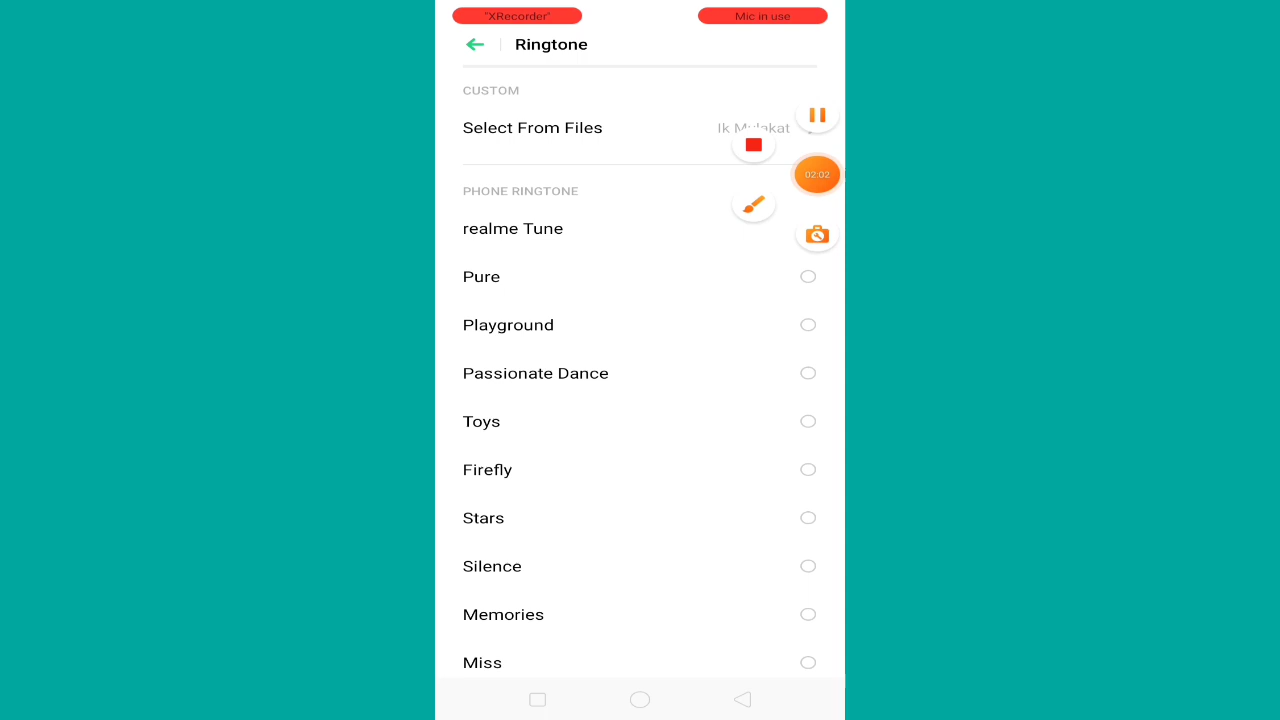 "XRecorder" Mic in use
Ringtone
CUSTOM
Select From Files Ik Mulakat
02:02
PHONE RINGTONE
realme Tune
Pure
Playground
Passionate Dance
Toys
Firefly
Stars
Silence
Memories
Miss